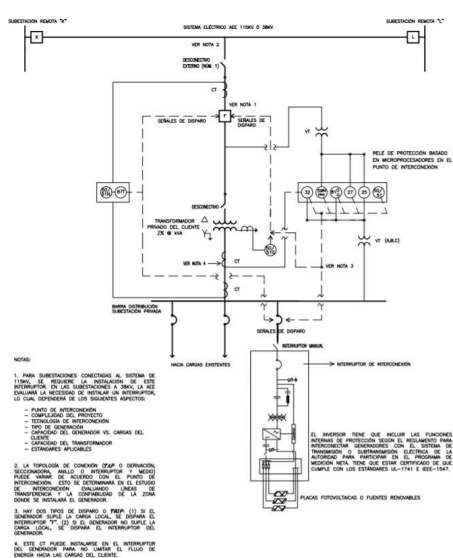 SUBESTACIÓN REMOTA "K"
SISTEMA ELÉCTRICO AEE 115KV Ó 38KV
SUBESTACIÓN REMOTA "L"
K
L
VER NOTA 2
DESCONECTIVO
EXTERNO (NÚM. 1)
CT
VER NOTA 1
F
SEÑALES DE DISPARO
SEÑALES DE
DISPARO
VT
RELÉ DE PROTECCIÓN BASADO
EN MICROPROCESADORES EN EL
PUNTO DE INTERCONEXIÓN
87T
32
27
25
DESCONECTIVO
TRANSFORMADOR
PRIVADO DEL CLIENTE
Z% @ kVA
VER NOTA 4
CT
VT (A,B,C)
VER NOTA 3
CT
BARRA DISTRIBUCIÓN
SUBESTACIÓN PRIVADA
SEÑALES DE DISPARO
HACIA CARGAS EXISTENTES
INTERRUPTOR MANUAL
INTERRUPTOR DE INTERCONEXIÓN
NOTAS:
1. PARA SUBESTACIONES CONECTADAS AL SISTEMA DE
115KV, SE REQUIERE LA INSTALACIÓN DE ESTE
INTERRUPTOR. EN LAS SUBESTACIONES A 38KV, LA AEE
EVALUARÁ LA NECESIDAD DE INSTALAR UN INTERRUPTOR,
LO CUAL DEPENDERÁ DE LOS SIGUIENTES ASPECTOS:
- PUNTO DE INTERCONEXIÓN
- COMPLEJIDAD DEL PROYECTO
- TECNOLOGÍA DE INTERCONEXIÓN
- TIPO DE GENERACIÓN
- CAPACIDAD DEL GENERADOR VS. CARGAS DEL
CLIENTE
- CAPACIDAD DEL TRANSFORMADOR
- ESTÁNDARES APLICABLES
2. LA TOPOLOGÍA DE CONEXIÓN (TAP O DERIVACIÓN,
SECCIONADORA, ANILLO O INTERRUPTOR Y MEDIO)
PUEDE VARIAR DE ACUERDO CON EL PUNTO DE
INTERCONEXIÓN. ESTO SE DETERMINARÁ EN EL ESTUDIO
DE INTERCONEXIÓN EVALUANDO LÍNEAS DE
TRANSFERENCIA Y LA CONFIABILIDAD DE LA ZONA
DONDE SE INSTALARÁ EL GENERADOR.
3. HAY DOS TIPOS DE DISPARO O TRIP: (1) SI EL
GENERADOR SUPLE LA CARGA LOCAL, SE DISPARA EL
INTERRUPTOR "F". (2) SI EL GENERADOR NO SUPLE LA
CARGA LOCAL, SE DISPARA EL INTERRUPTOR DEL
GENERADOR.
4. ESTE CT PUEDE INSTALARSE EN EL INTERRUPTOR
DEL GENERADOR PARA NO LIMITAR EL FLUJO DE
ENERGÍA HACIA LAS CARGAS DEL CLIENTE.
EL INVERSOR TIENE QUE INCLUIR LAS FUNCIONES
INTERNAS DE PROTECCIÓN SEGÚN EL REGLAMENTO PARA
INTERCONECTAR GENERADORES CON EL SISTEMA DE
TRANSMISIÓN O SUBTRANSMISIÓN ELÉCTRICA DE LA
AUTORIDAD PARA PARTICIPAR EN EL PROGRAMA DE
MEDICIÓN NETA. TIENE QUE ESTAR CERTIFICADO DE QUE
CUMPLE CON LOS ESTÁNDARES UL-1741 E IEEE-1547.
PLACAS FOTOVOLTAICAS O FUENTES RENOVABLES